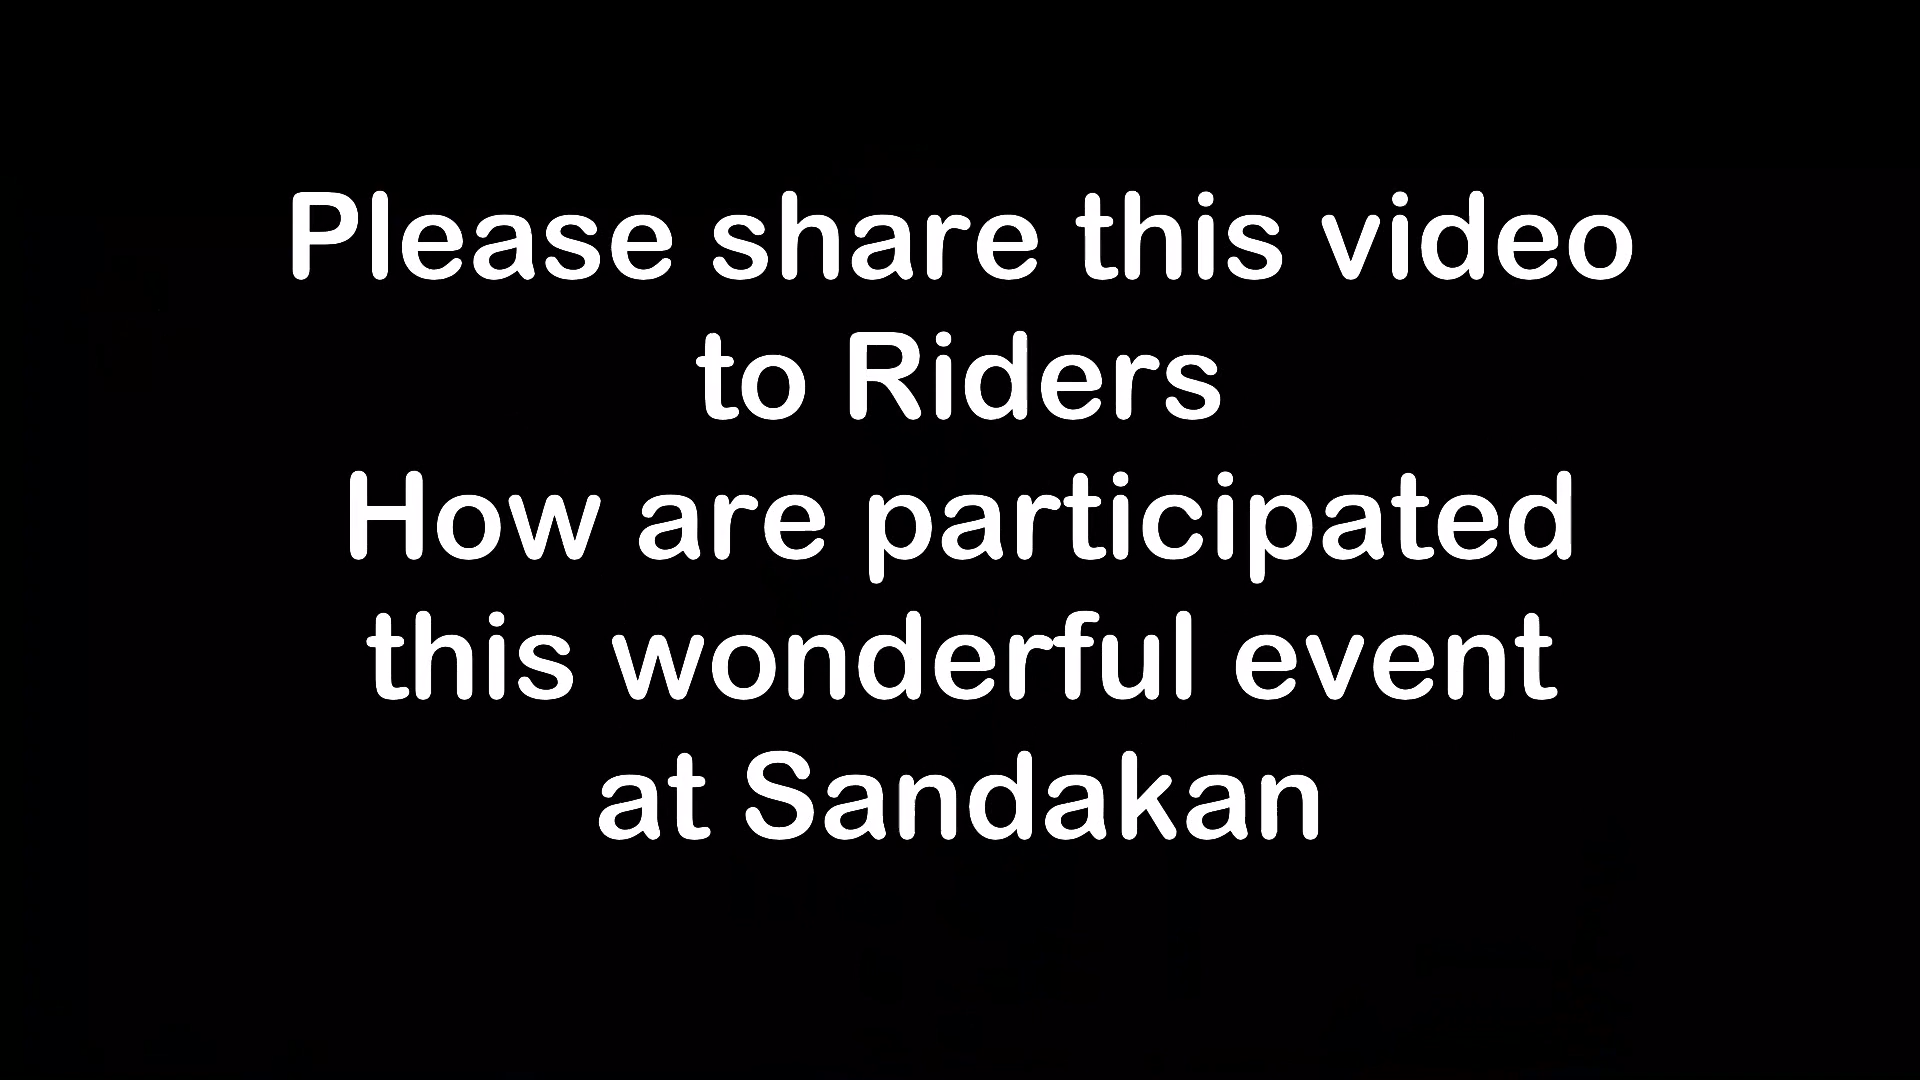 Please share this video
to Riders
How are participated
this wonderful event
at Sandakan